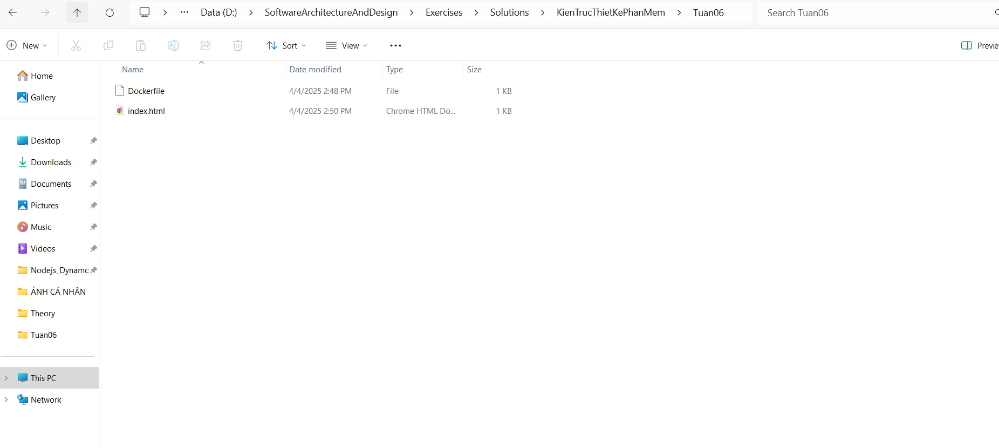 Data (D:) > SoftwareArchitectureAndDesign > Exercises > Solutions > KienTrucThietKePhanMem > Tuan06
Search Tuan06
New
Sort
View
Previe
Name Date modified Type Size
Dockerfile 4/4/2025 2:48 PM File 1 KB
index.html 4/4/2025 2:50 PM Chrome HTML Do... 1 KB
Home
Gallery
Desktop
Downloads
Documents
Pictures
Music
Videos
Nodejs_Dynamc
ẢNH CÁ NHÂN
Theory
Tuan06
This PC
Network